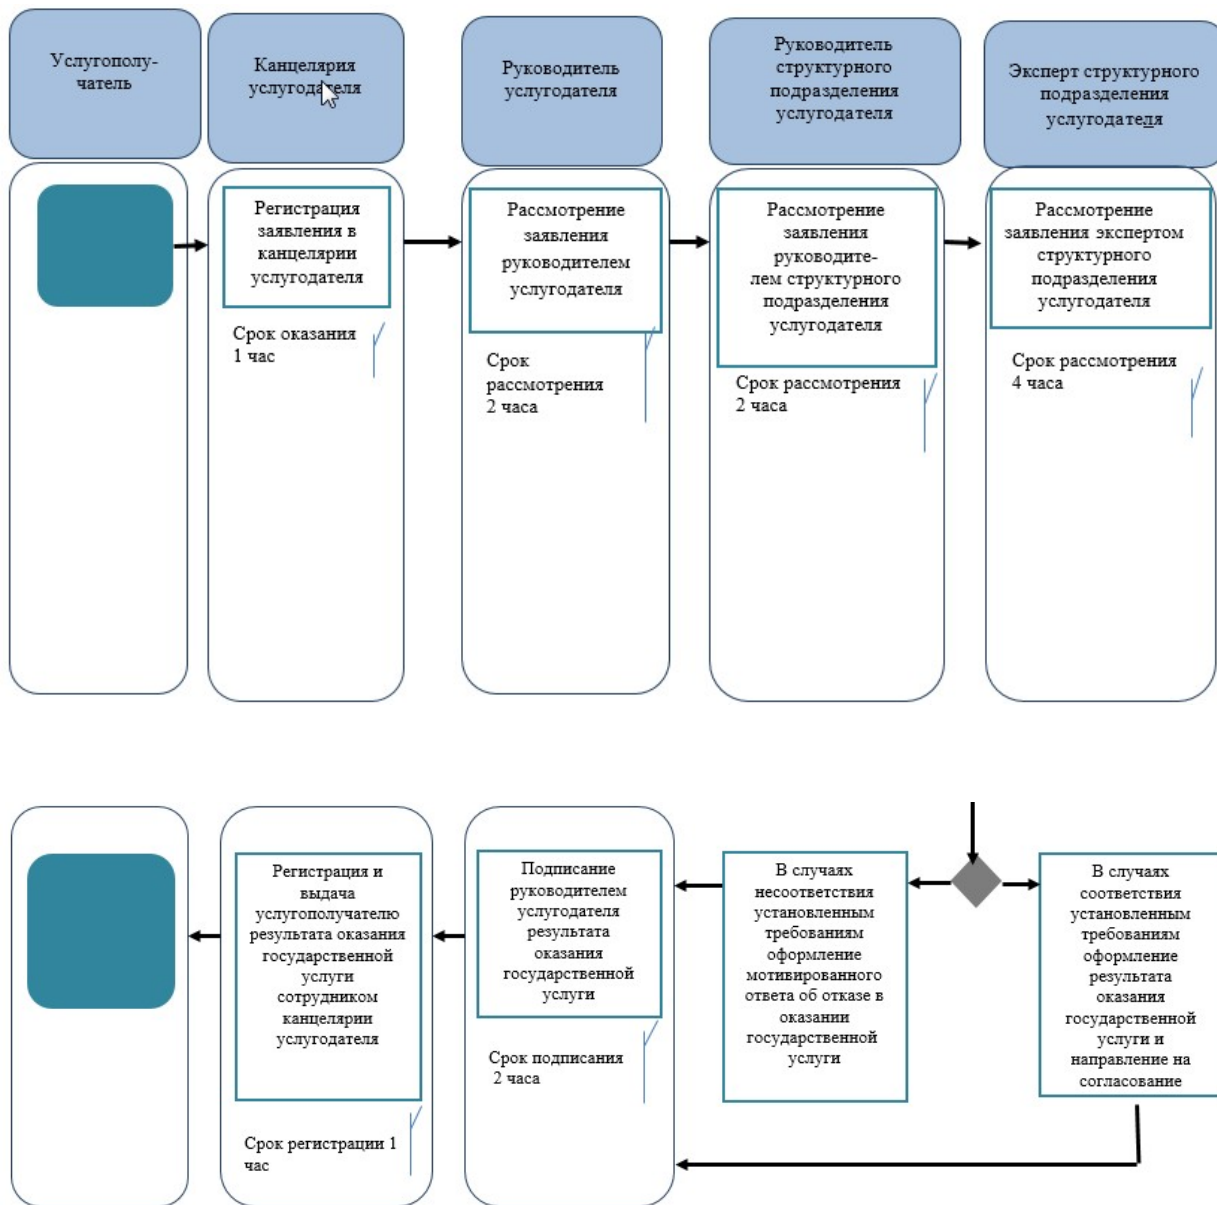 Услугополу-
чатель
Канцелярия
услугодателя
Руководитель
услугодателя
Руководитель
структурного
подразделения
услугодателя
Эксперт структурного
подразделения
услугодателя
Регистрация
заявления в
канцелярии
услугодателя
Срок оказания
1 час
Рассмотрение
заявления
руководителем
услугодателя
Срок
рассмотрения
2 часа
Рассмотрение
заявления
руководите-
лем структурного
подразделения
услугодателя
Срок рассмотрения
2 часа
Рассмотрение
заявления экспертом
структурного
подразделения
услугодателя
Срок рассмотрения
4 часа
Регистрация и
выдача
услугополучателю
результата оказания
государственной
услуги
сотрудником
канцелярии
услугодателя
Срок регистрации 1
час
Подписание
руководителем
услугодателя
результата
оказания
государственной
услуги
Срок подписания
2 часа
В случаях
несоответствия
установленным
требованиям
оформление
мотивированного
ответа об отказе в
оказании
государственной
услуги
В случаях
соответствия
установленным
требованиям
оформление
результата
оказания
государственной
услуги и
направление на
согласование